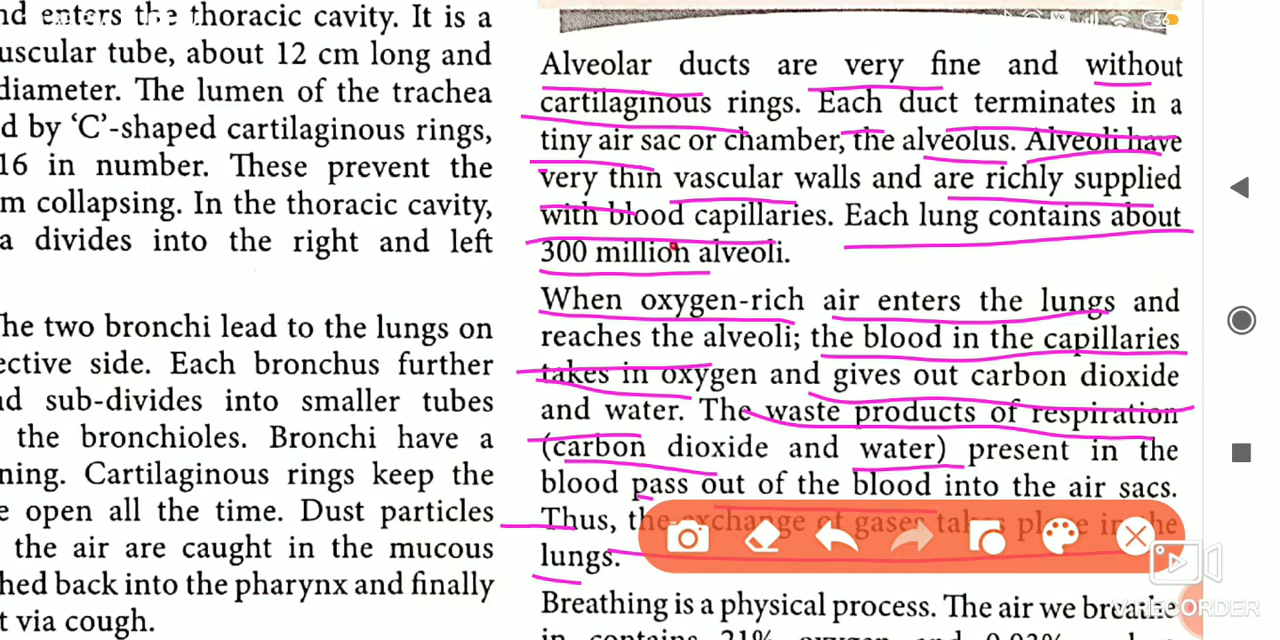 nd enters the thoracic cavity. It is a
uscular tube, about 12 cm long and
diameter. The lumen of the trachea
d by ‘C’-shaped cartilaginous rings,
16 in number. These prevent the
m collapsing. In the thoracic cavity,
a divides into the right and left
he two bronchi lead to the lungs on
ective side. Each bronchus further
nd sub-divides into smaller tubes
the bronchioles. Bronchi have a
ning. Cartilaginous rings keep the
e open all the time. Dust particles
the air are caught in the mucous
hed back into the pharynx and finally
t via cough.
36
Alveolar ducts are very fine and without
cartilaginous rings. Each duct terminates in a
tiny air sac or chamber, the alveolus. Alveoli have
very thin vascular walls and are richly supplied
with blood capillaries. Each lung contains about
300 million alveoli.
When oxygen-rich air enters the lungs and
reaches the alveoli; the blood in the capillaries
takes in oxygen and gives out carbon dioxide
and water. The waste products of respiration
(carbon dioxide and water) present in the
blood pass out of the blood into the air sacs.
Thus, the exchange of gases takes place in the
lungs.
Breathing is a physical process. The air we breathe
in contains 21% oxygen and 0.03%
V RECORDER